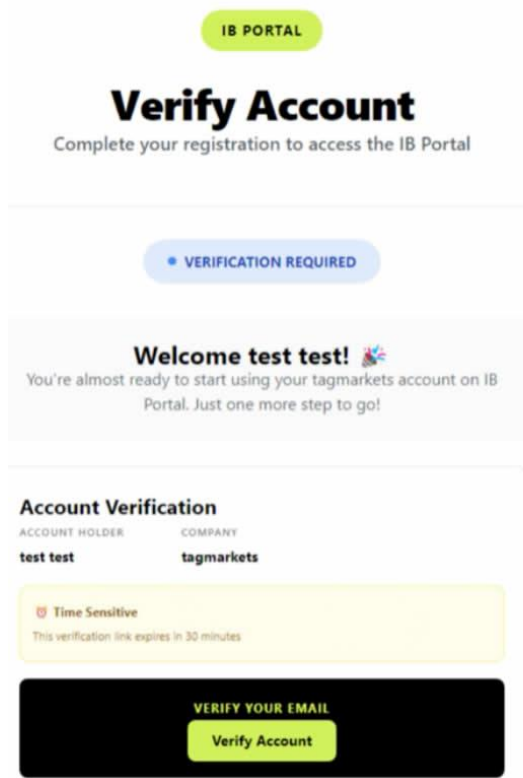 IB PORTAL
Verify Account
Complete your registration to access the IB Portal
VERIFICATION REQUIRED
Welcome test test! 🎉
You're almost ready to start using your tagmarkets account on IB
Portal. Just one more step to go!
Account Verification
ACCOUNT HOLDER COMPANY
test test tagmarkets
⏰ Time Sensitive
This verification link expires in 30 minutes
VERIFY YOUR EMAIL
Verify Account